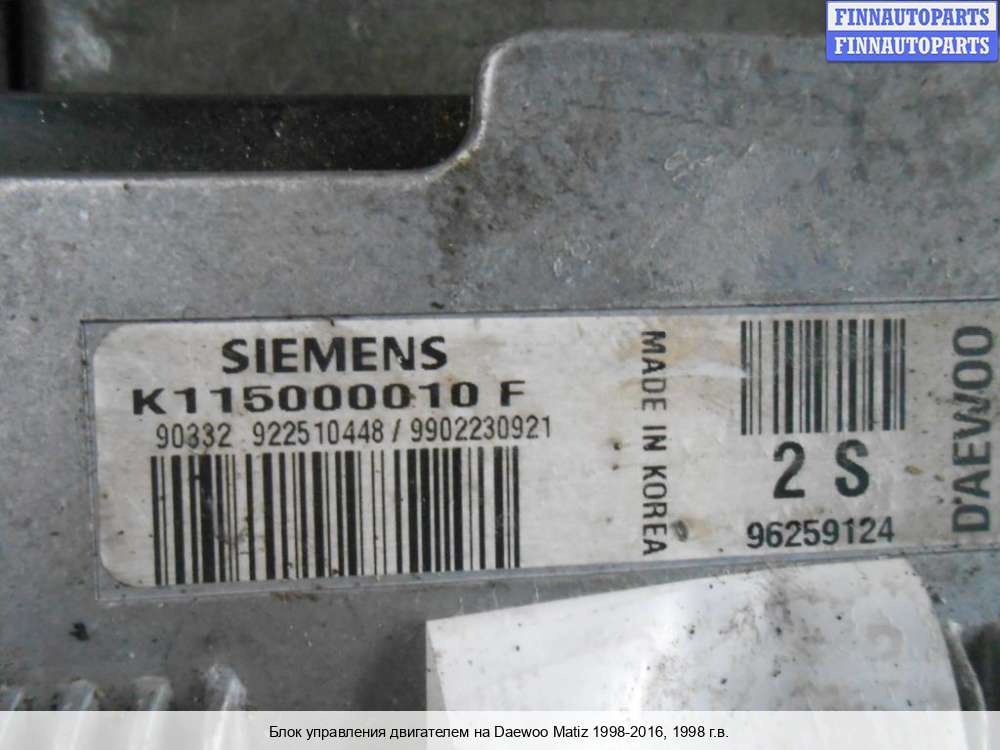 FINNAUTOPARTS
FINNAUTOPARTS
SIEMENS
K115000010 F
90332 922510448 / 9902230921
MADE IN KOREA
2 S
96259124
DAEWOO
Блок управления двигателем на Daewoo Matiz 1998-2016, 1998 г.в.